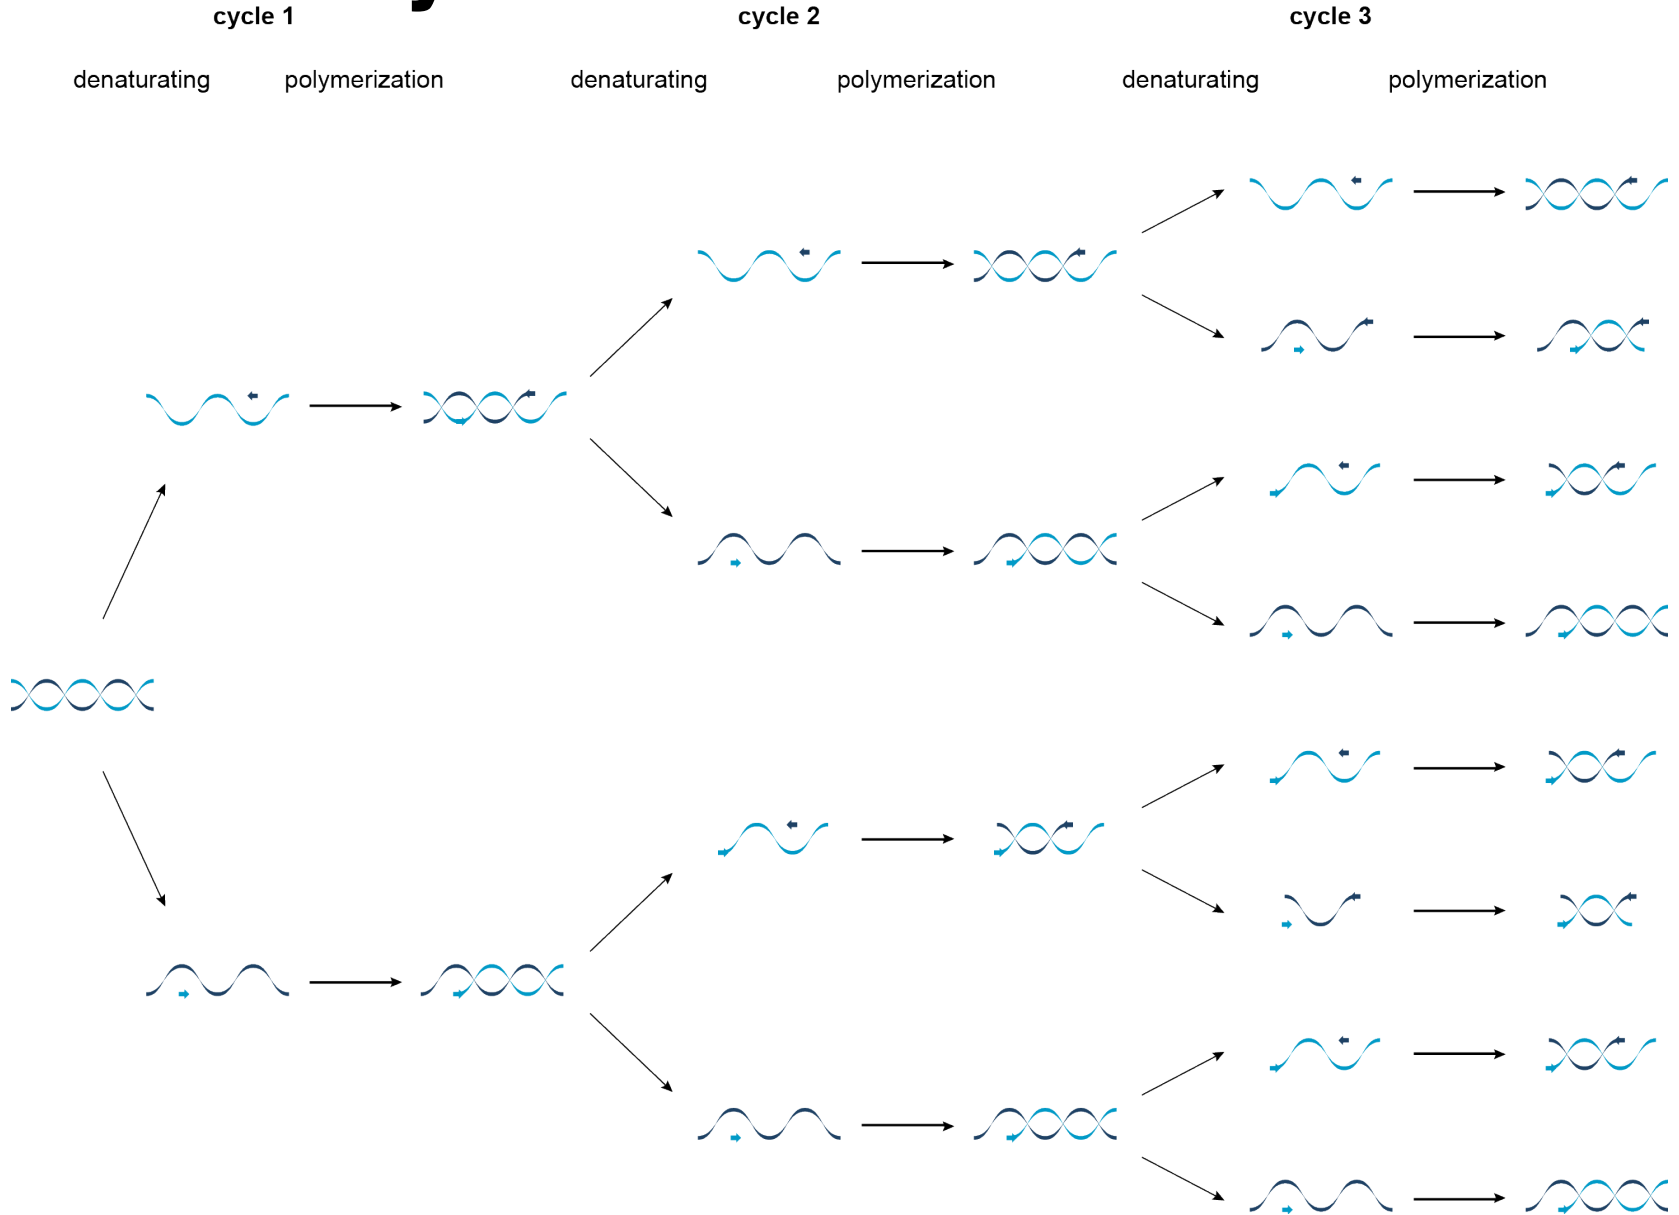 cycle 1 cycle 2 cycle 3
denaturating polymerization denaturating polymerization denaturating polymerization